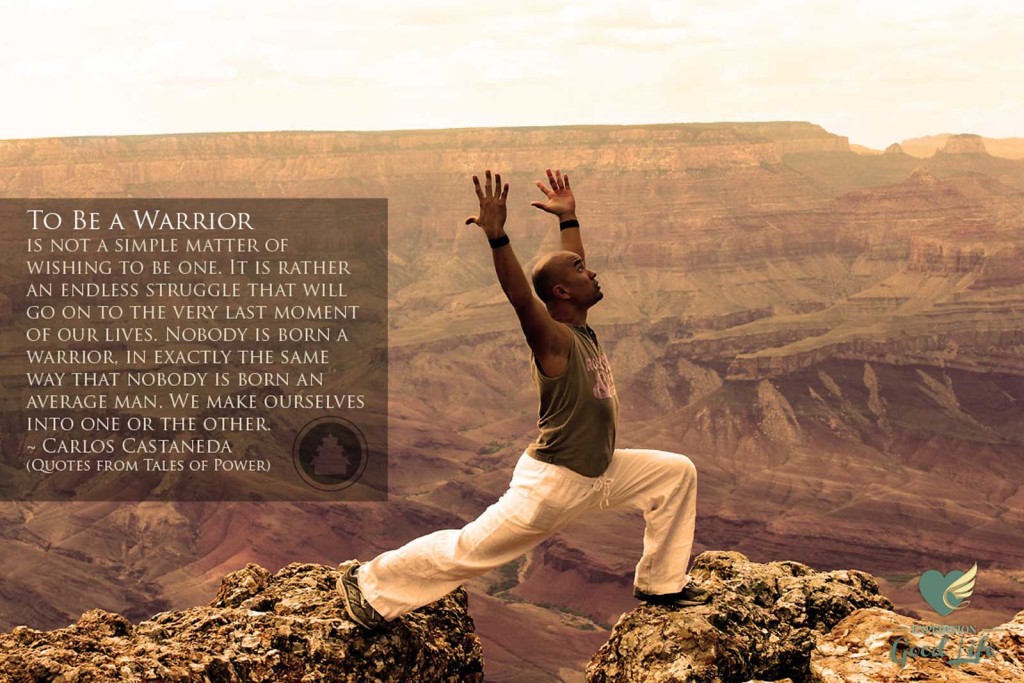 To Be a Warrior
is not a simple matter of
wishing to be one. It is rather
an endless struggle that will
go on to the very last moment
of our lives. Nobody is born a
warrior, in exactly the same
way that nobody is born an
average man. We make ourselves
into one or the other.
~ Carlos Castaneda
(Quotes from Tales of Power)
Good Life